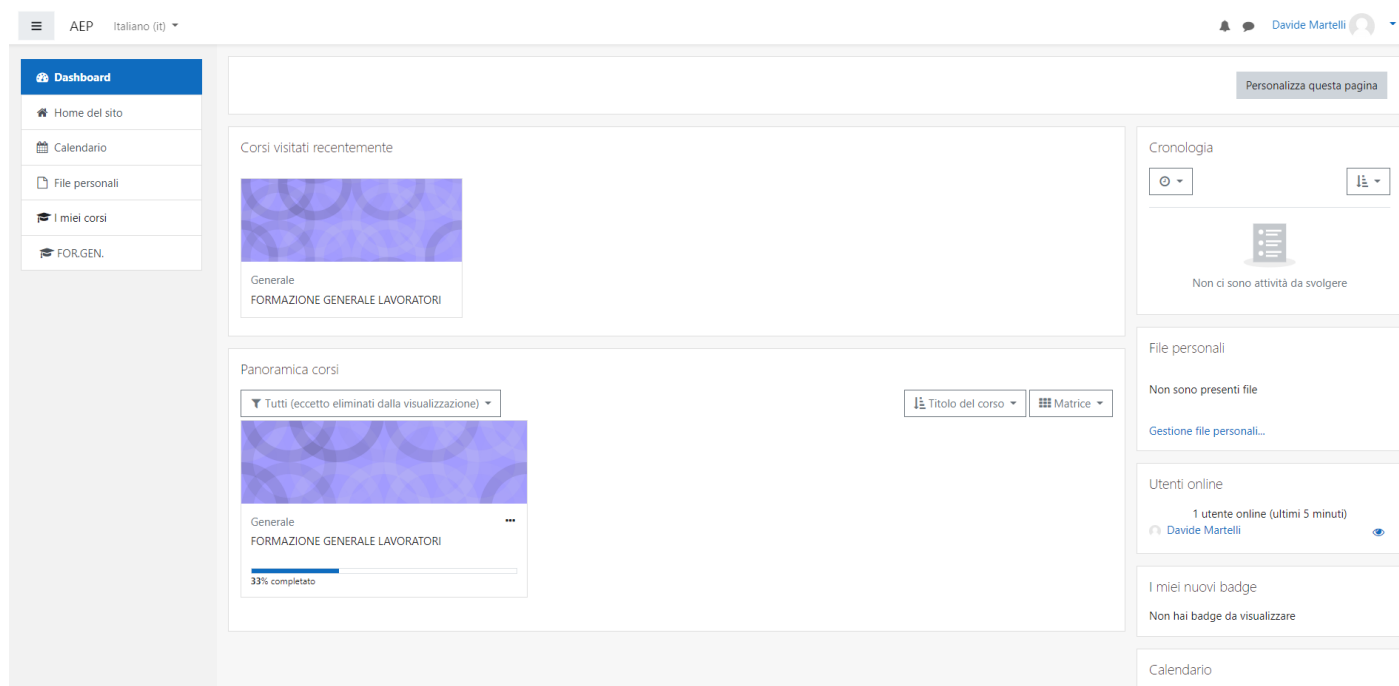 AEP
Italiano (it)
Davide Martelli
Dashboard
Home del sito
Calendario
File personali
I miei corsi
FOR.GEN.
Personalizza questa pagina
Corsi visitati recentemente
Generale
FORMAZIONE GENERALE LAVORATORI
Panoramica corsi
Tutti (eccetto eliminati dalla visualizzazione)
Titolo del corso
Matrice
Generale
FORMAZIONE GENERALE LAVORATORI
33% completato
Cronologia
Non ci sono attività da svolgere
File personali
Non sono presenti file
Gestione file personali...
Utenti online
1 utente online (ultimi 5 minuti)
Davide Martelli
I miei nuovi badge
Non hai badge da visualizzare
Calendario